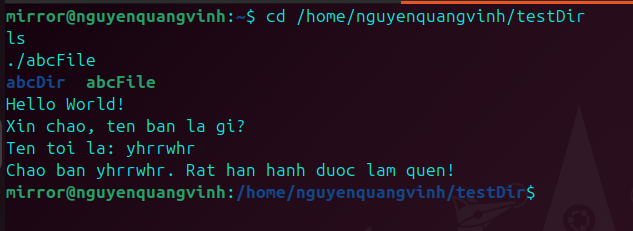 mirror@nguyenquangvinh:~$ cd /home/nguyenquangvinh/testDir
ls
./abcFile
abcDir  abcFile
Hello World!
Xin chao, ten ban la gi?
Ten toi la: yhrrwhr
Chao ban yhrrwhr. Rat han hanh duoc lam quen!
mirror@nguyenquangvinh:/home/nguyenquangvinh/testDir$